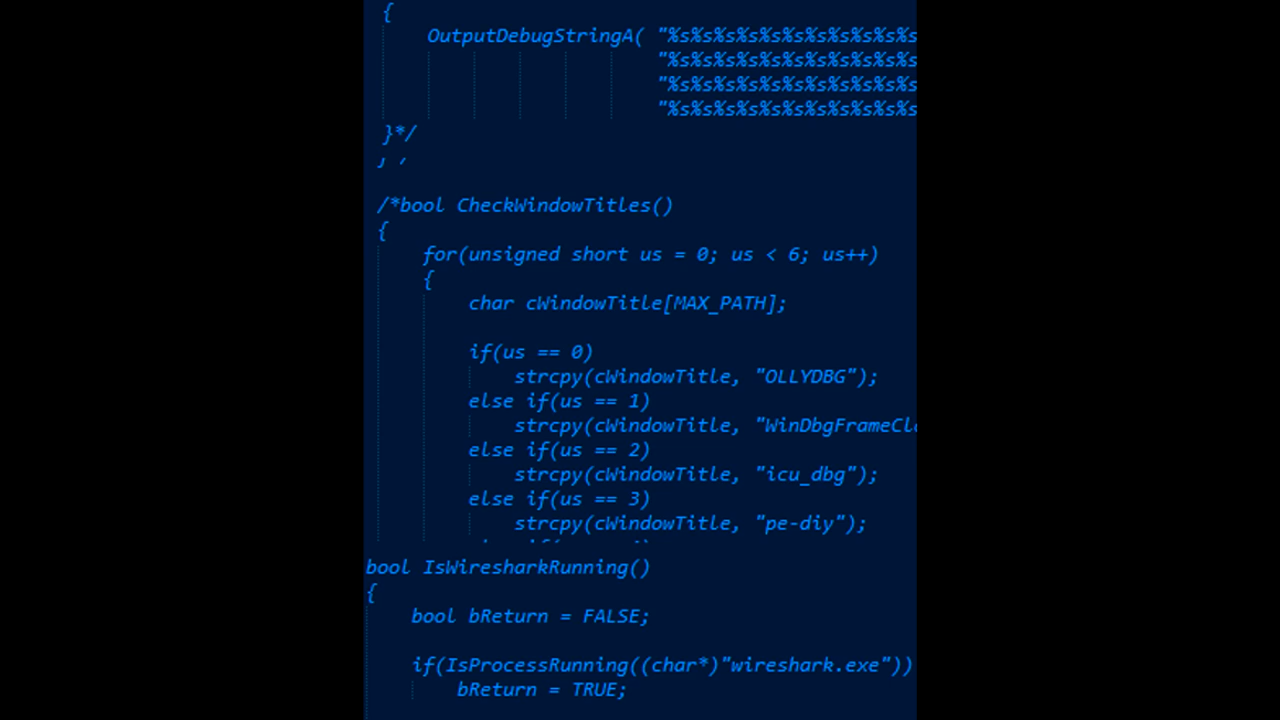 {
OutputDebugStringA( "%s%s%s%s%s%s%s%s%s%s%s
"%s%s%s%s%s%s%s%s%s%s%s
"%s%s%s%s%s%s%s%s%s%s%s
"%s%s%s%s%s%s%s%s%s%s%s
}*/
/*bool CheckWindowTitles()
{
for(unsigned short us = 0; us < 6; us++)
{
char cWindowTitle[MAX_PATH];
if(us == 0)
strcpy(cWindowTitle, "OLLYDBG");
else if(us == 1)
strcpy(cWindowTitle, "WinDbgFrameCl
else if(us == 2)
strcpy(cWindowTitle, "icu_dbg");
else if(us == 3)
strcpy(cWindowTitle, "pe-diy");
bool IsWiresharkRunning()
{
bool bReturn = FALSE;
if(IsProcessRunning((char*)"wireshark.exe"))
bReturn = TRUE;